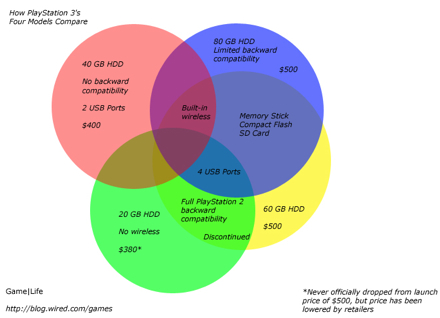 How PlayStation 3's
Four Models Compare
80 GB HDD
Limited backward
compatibility
$500
40 GB HDD
No backward
compatibility
2 USB Ports
$400
Built-in
wireless
Memory Stick
Compact Flash
SD Card
4 USB Ports
Full PlayStation 2
backward
compatibility
Discontinued
60 GB HDD
$500
20 GB HDD
No wireless
$380*
Game|Life
http://blog.wired.com/games
*Never officially dropped from launch
price of $500, but price has been
lowered by retailers